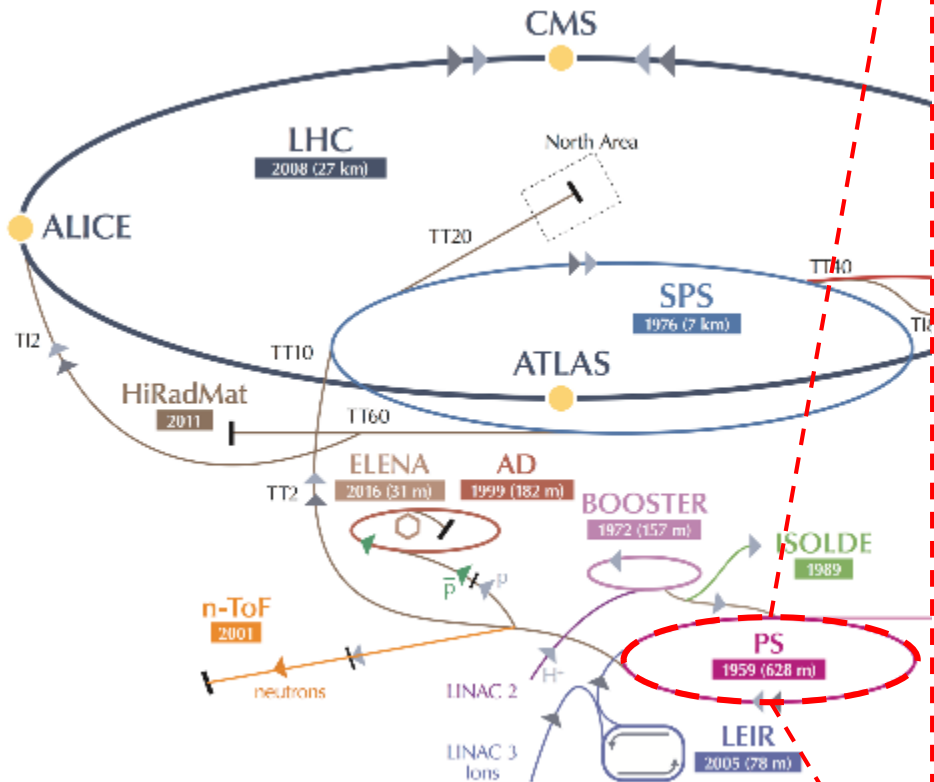 CMS
LHC
2008 (27 km)
North Area
ALICE
TT20
TT40
SPS
1976 (7 km)
TI2
TT10
ATLAS
HiRadMat
2011
TT60
ELENA
2016 (31 m)
AD
1999 (182 m)
TT2
BOOSTER
1972 (157 m)
ISOLDE
1989
p̅
p
n-ToF
2001
neutrons
H⁻
LINAC 2
PS
1959 (628 m)
LINAC 3
Ions
LEIR
2005 (78 m)